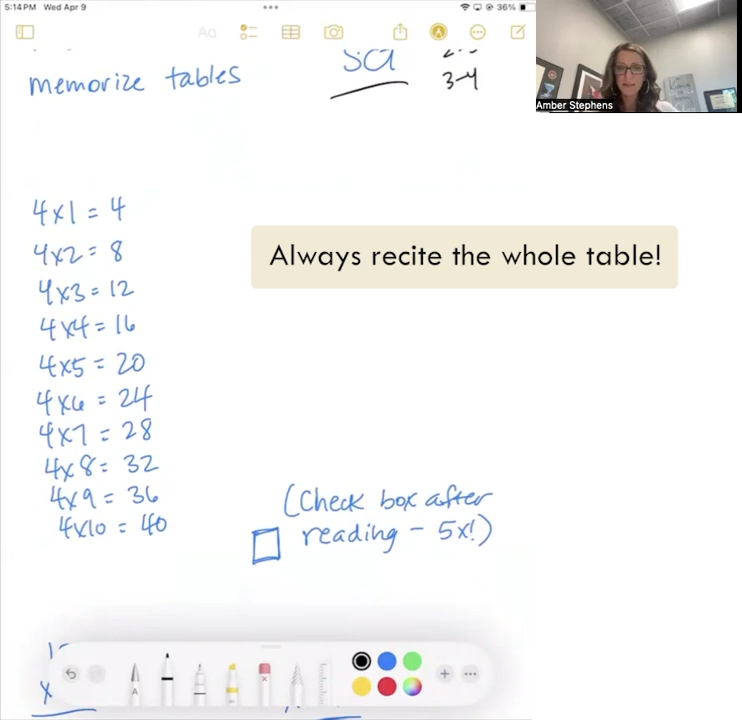 5:14 PM Wed Apr 9
36%
Aa
memorize tables
3-4
Amber Stephens
4x1 = 4
4x2 = 8
Always recite the whole table!
4x3 = 12
4x4 = 16
4x5 = 20
4x6 = 24
4x7 = 28
4x8 = 32
4x9 = 36
4x10 = 40
(Check box after
reading - 5x!)
x
A